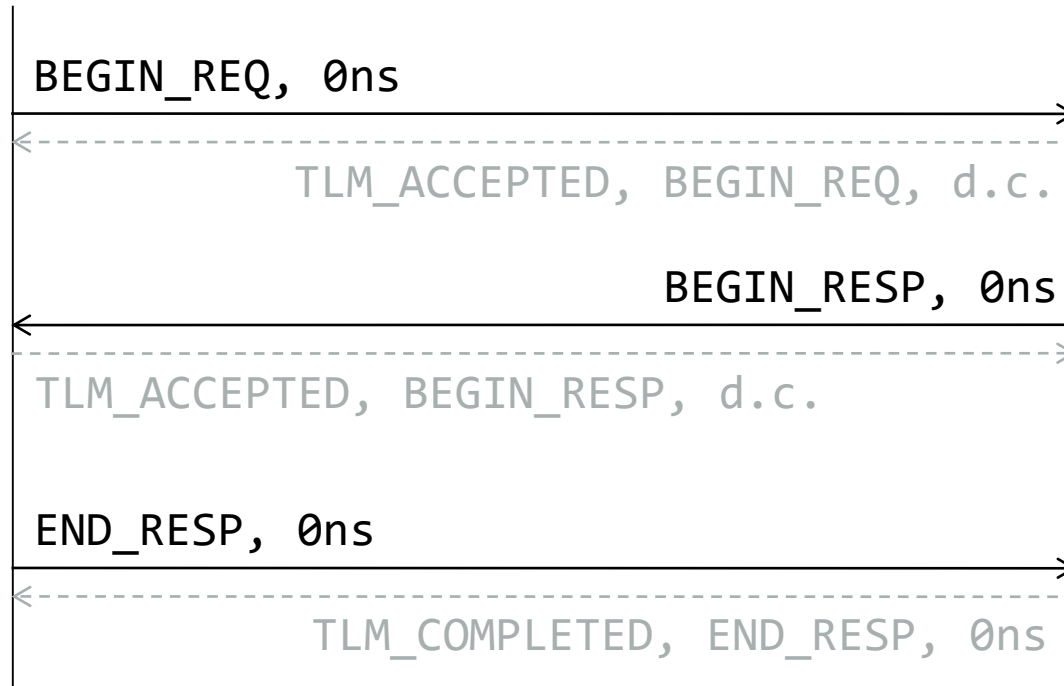 BEGIN_REQ, 0ns
TLM_ACCEPTED, BEGIN_REQ, d.c.
BEGIN_RESP, 0ns
TLM_ACCEPTED, BEGIN_RESP, d.c.
END_RESP, 0ns
TLM_COMPLETED, END_RESP, 0ns